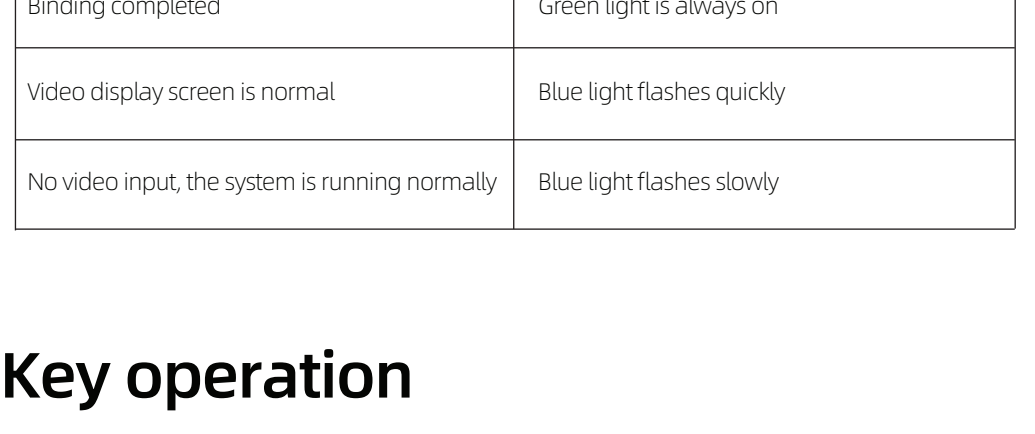 Binding completed
Green light is always on
Video display screen is normal
Blue light flashes quickly
No video input, the system is running normally
Blue light flashes slowly
Key operation